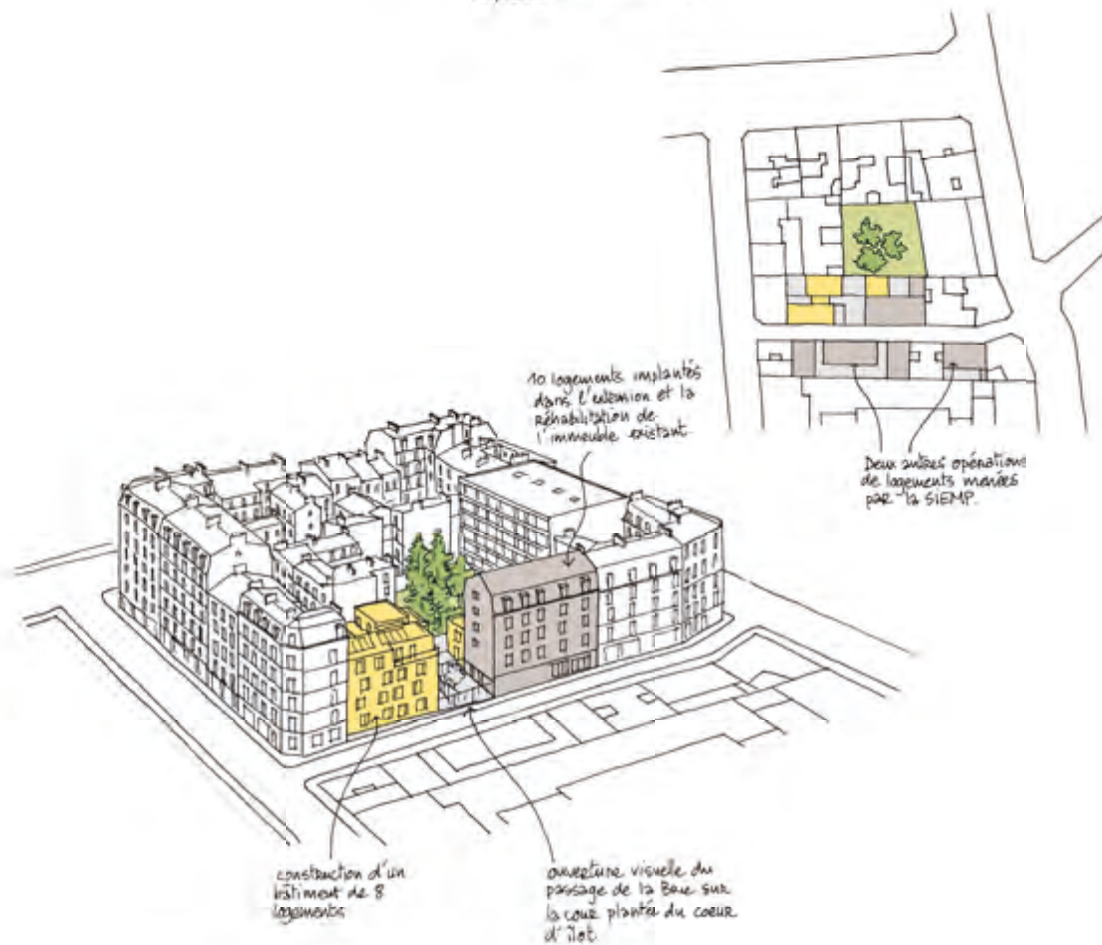 10 logements implantés
dans l'extension et la
Réhabilitation de
l'immeuble existant
Deux autres opérations
de logements menées
par la SIEMP.
construction d'un
bâtiment de 8
logements
ouverture visuelle du
passage de la Baie sur
la cour plantée du coeur
d'îlot